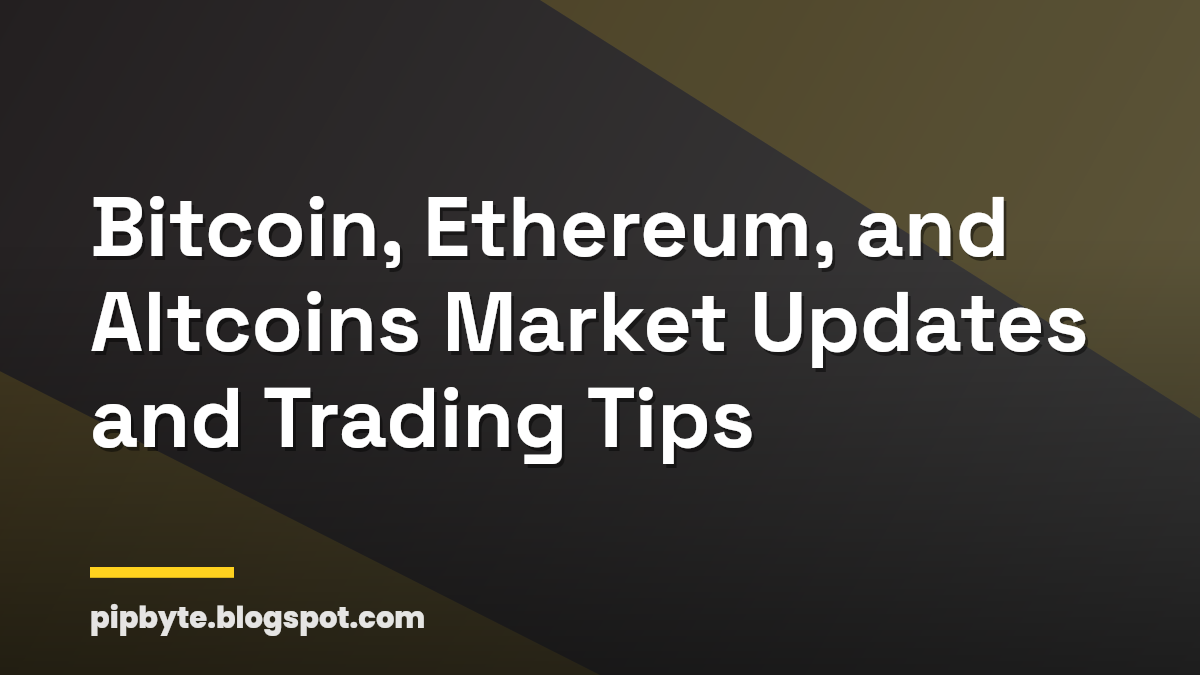 Bitcoin, Ethereum, and
Altcoins Market Updates
and Trading Tips
pipbyte.blogspot.com